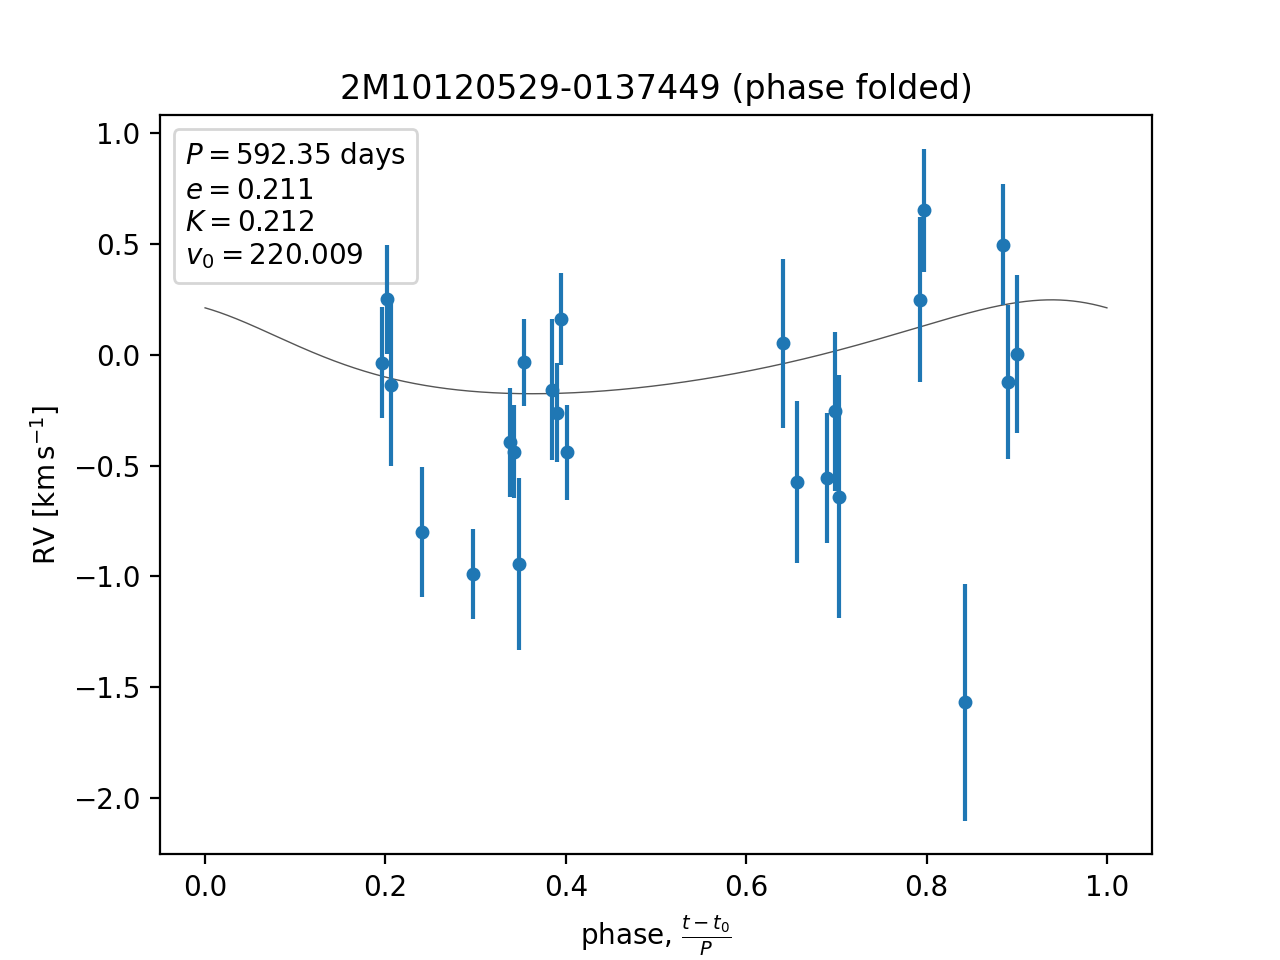 2M10120529-0137449 (phase folded)
P = 592.35 days
e = 0.211
K = 0.212
v₀ = 220.009
1.0
0.5
0.0
−0.5
−1.0
−1.5
−2.0
RV [km s⁻¹]
0.0 0.2 0.4 0.6 0.8 1.0
phase, (t − t₀)/P